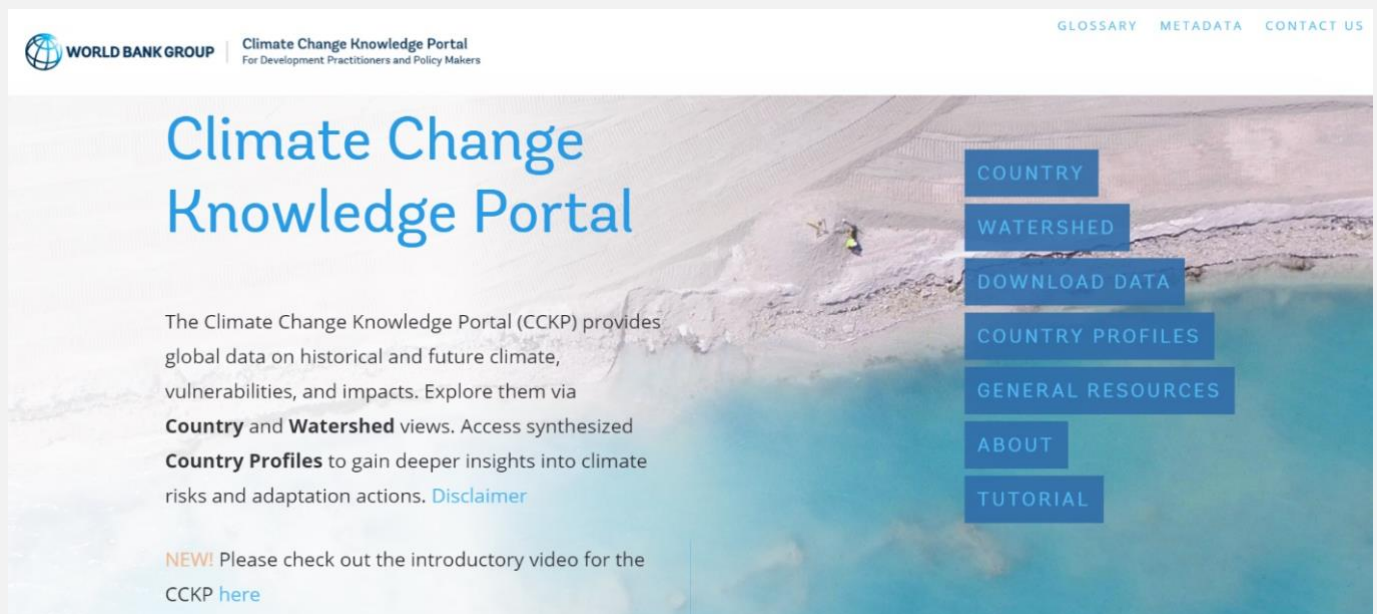 GLOSSARY METADATA CONTACT US
WORLD BANK GROUP
Climate Change Knowledge Portal
For Development Practitioners and Policy Makers
Climate Change
Knowledge Portal
The Climate Change Knowledge Portal (CCKP) provides
global data on historical and future climate,
vulnerabilities, and impacts. Explore them via
Country and Watershed views. Access synthesized
Country Profiles to gain deeper insights into climate
risks and adaptation actions. Disclaimer
NEW! Please check out the introductory video for the
CCKP here
COUNTRY
WATERSHED
DOWNLOAD DATA
COUNTRY PROFILES
GENERAL RESOURCES
ABOUT
TUTORIAL